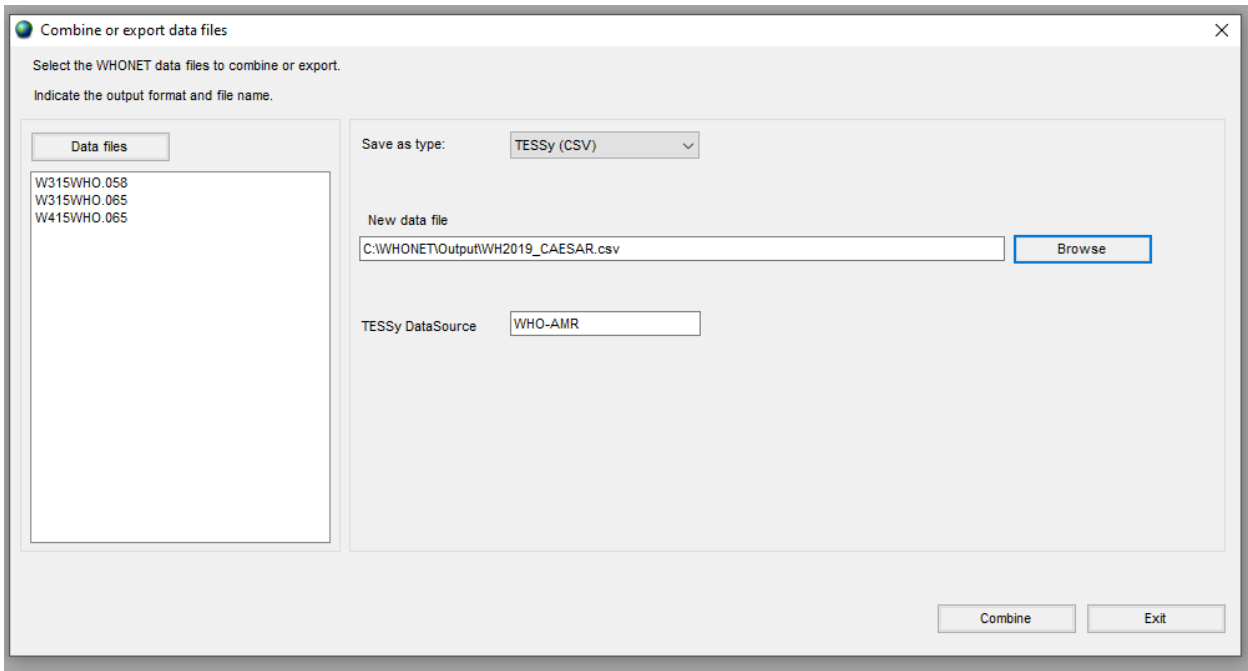 Combine or export data files
Select the WHONET data files to combine or export.
Indicate the output format and file name.
Data files
W315WHO.058
W315WHO.065
W415WHO.065
Save as type:
TESSy (CSV)
New data file
C:\WHONET\Output\WH2019_CAESAR.csv
Browse
TESSy DataSource
WHO-AMR
Combine
Exit